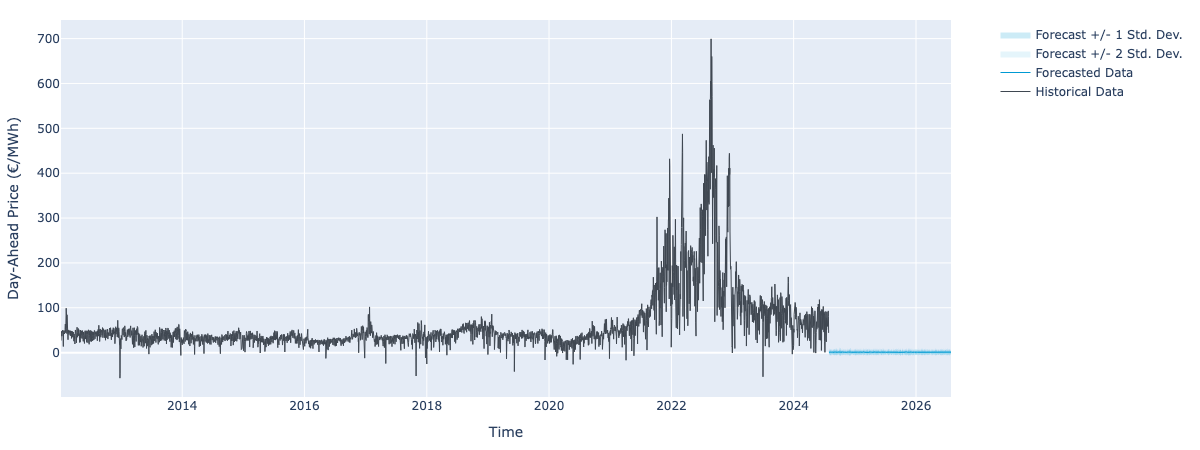 700
600
500
400
300
200
100
0
Day-Ahead Price (€/MWh)
2014
2016
2018
2020
2022
2024
2026
Time
Forecast +/- 1 Std. Dev.
Forecast +/- 2 Std. Dev.
Forecasted Data
Historical Data